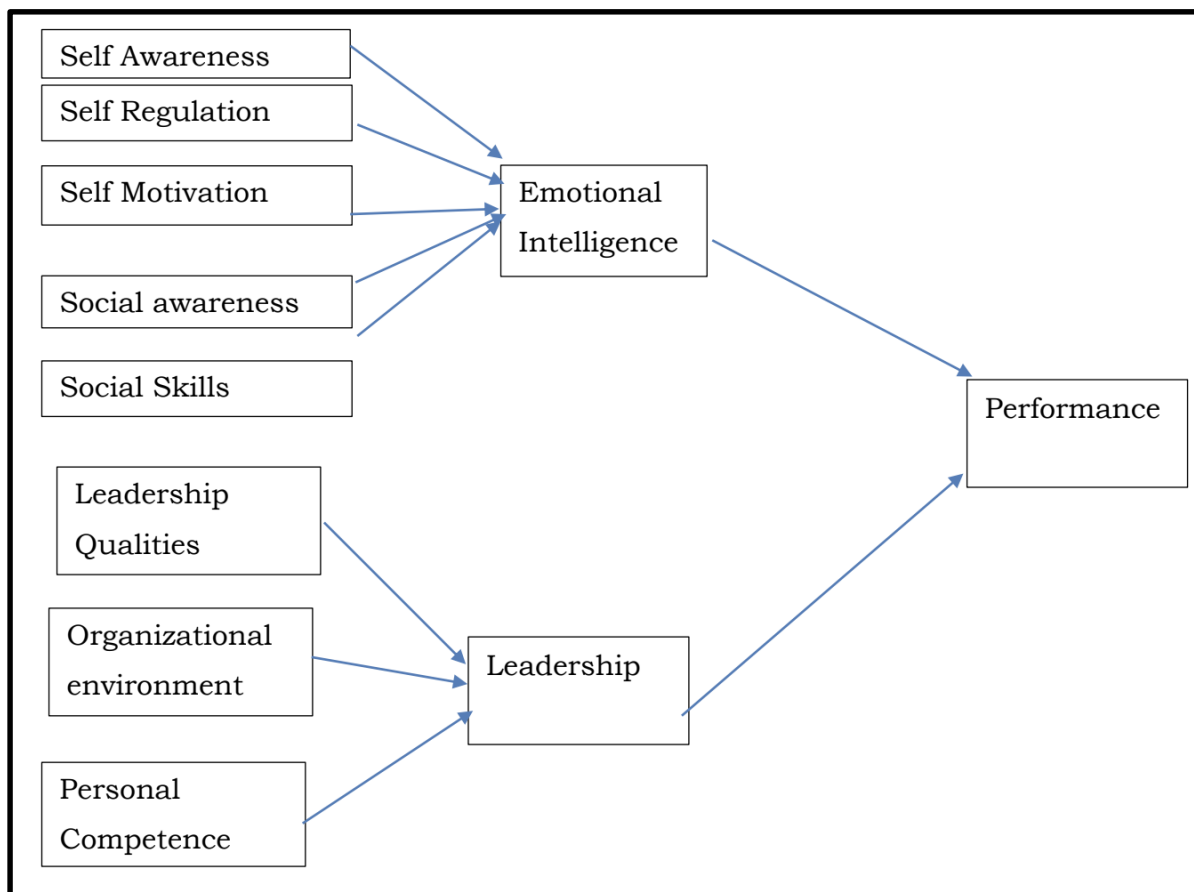 Self Awareness
Self Regulation
Self Motivation
Social awareness
Social Skills
Emotional
Intelligence
Performance
Leadership
Qualities
Organizational
environment
Personal
Competence
Leadership